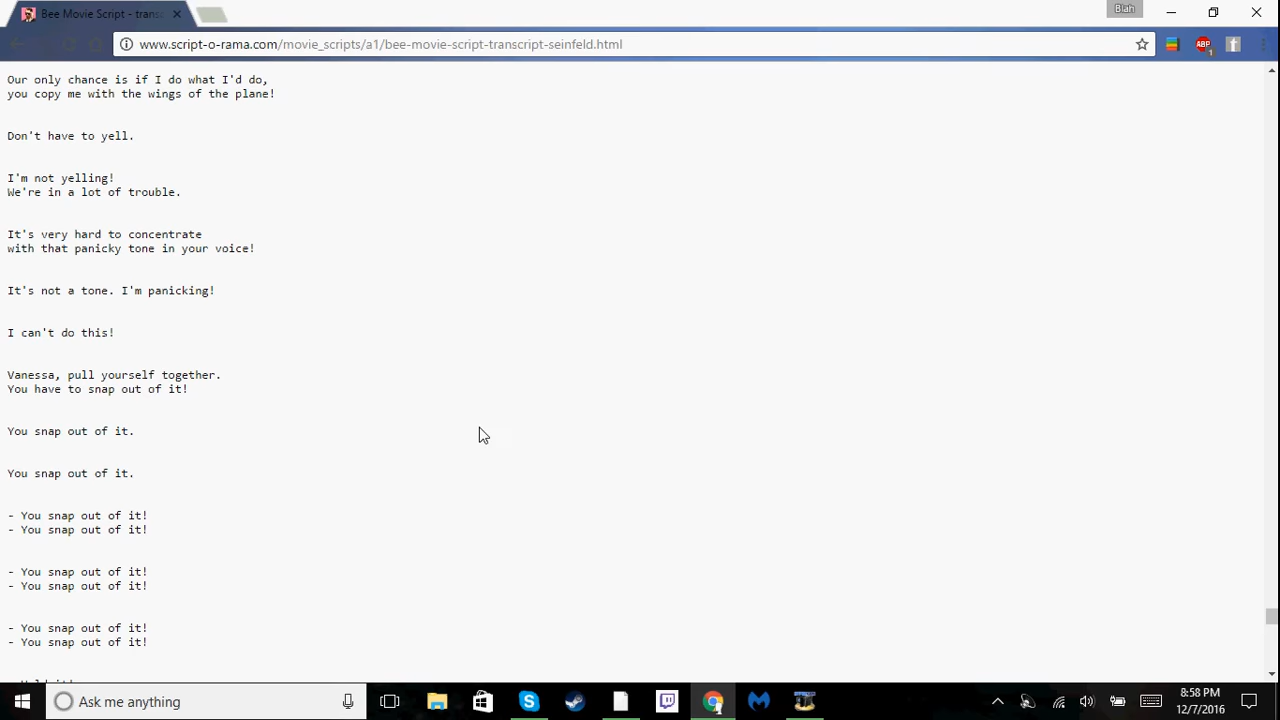 Bee Movie Script - trans
Blah
www.script-o-rama.com/movie_scripts/a1/bee-movie-script-transcript-seinfeld.html
ABP
1
Our only chance is if I do what I'd do,
you copy me with the wings of the plane!
Don't have to yell.
I'm not yelling!
We're in a lot of trouble.
It's very hard to concentrate
with that panicky tone in your voice!
It's not a tone. I'm panicking!
I can't do this!
Vanessa, pull yourself together.
You have to snap out of it!
You snap out of it.
You snap out of it.
- You snap out of it!
- You snap out of it!
- You snap out of it!
- You snap out of it!
- You snap out of it!
- You snap out of it!
Ask me anything
8:58 PM
12/7/2016